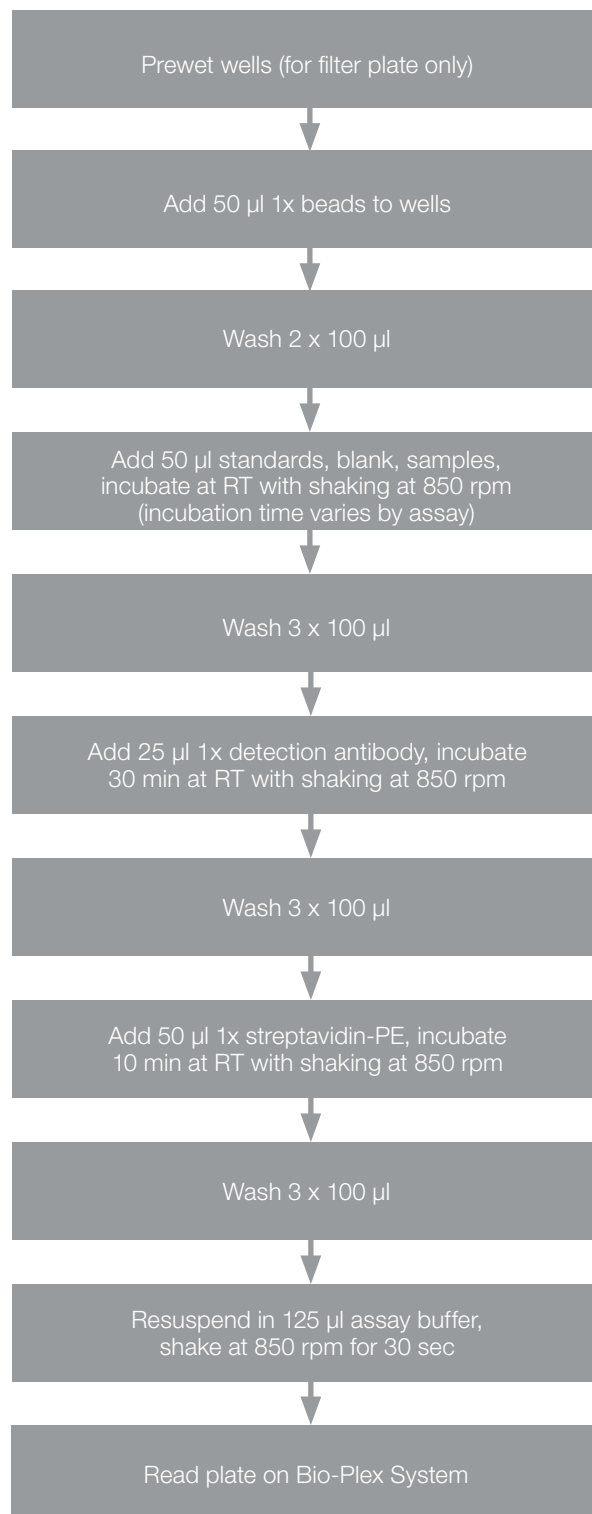 Prewet wells (for filter plate only)
Add 50 µl 1x beads to wells
Wash 2 x 100 µl
Add 50 µl standards, blank, samples,
incubate at RT with shaking at 850 rpm
(incubation time varies by assay)
Wash 3 x 100 µl
Add 25 µl 1x detection antibody, incubate
30 min at RT with shaking at 850 rpm
Wash 3 x 100 µl
Add 50 µl 1x streptavidin-PE, incubate
10 min at RT with shaking at 850 rpm
Wash 3 x 100 µl
Resuspend in 125 µl assay buffer,
shake at 850 rpm for 30 sec
Read plate on Bio-Plex System